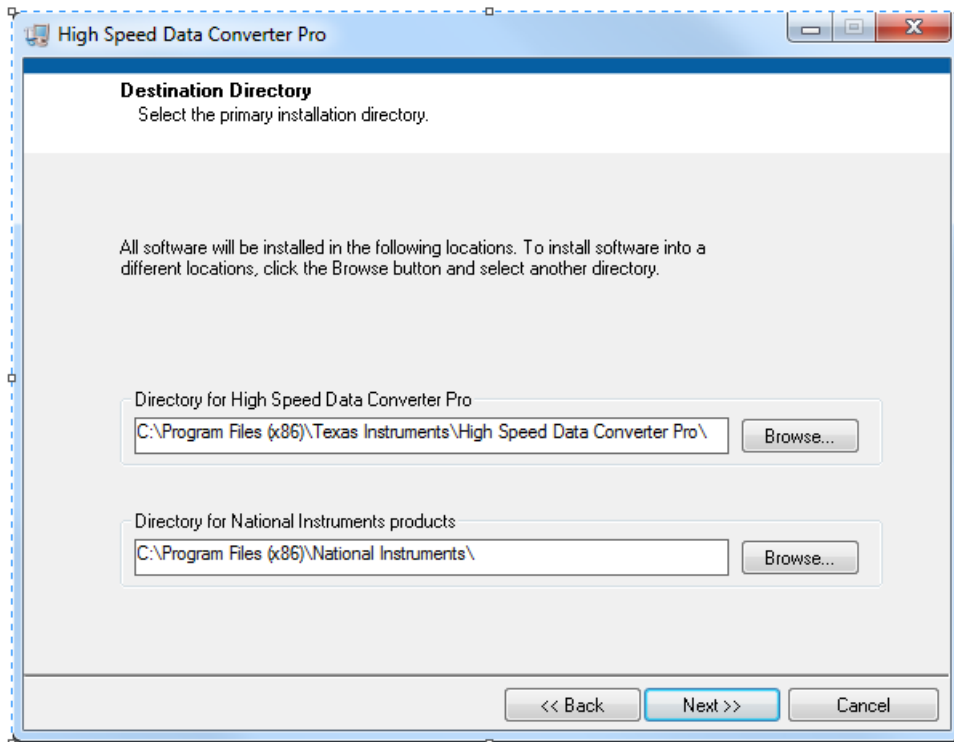 High Speed Data Converter Pro
Destination Directory
Select the primary installation directory.
All software will be installed in the following locations. To install software into a
different locations, click the Browse button and select another directory.
Directory for High Speed Data Converter Pro
C:\Program Files (x86)\Texas Instruments\High Speed Data Converter Pro\
Browse...
Directory for National Instruments products
C:\Program Files (x86)\National Instruments\
Browse...
<< Back Next >> Cancel